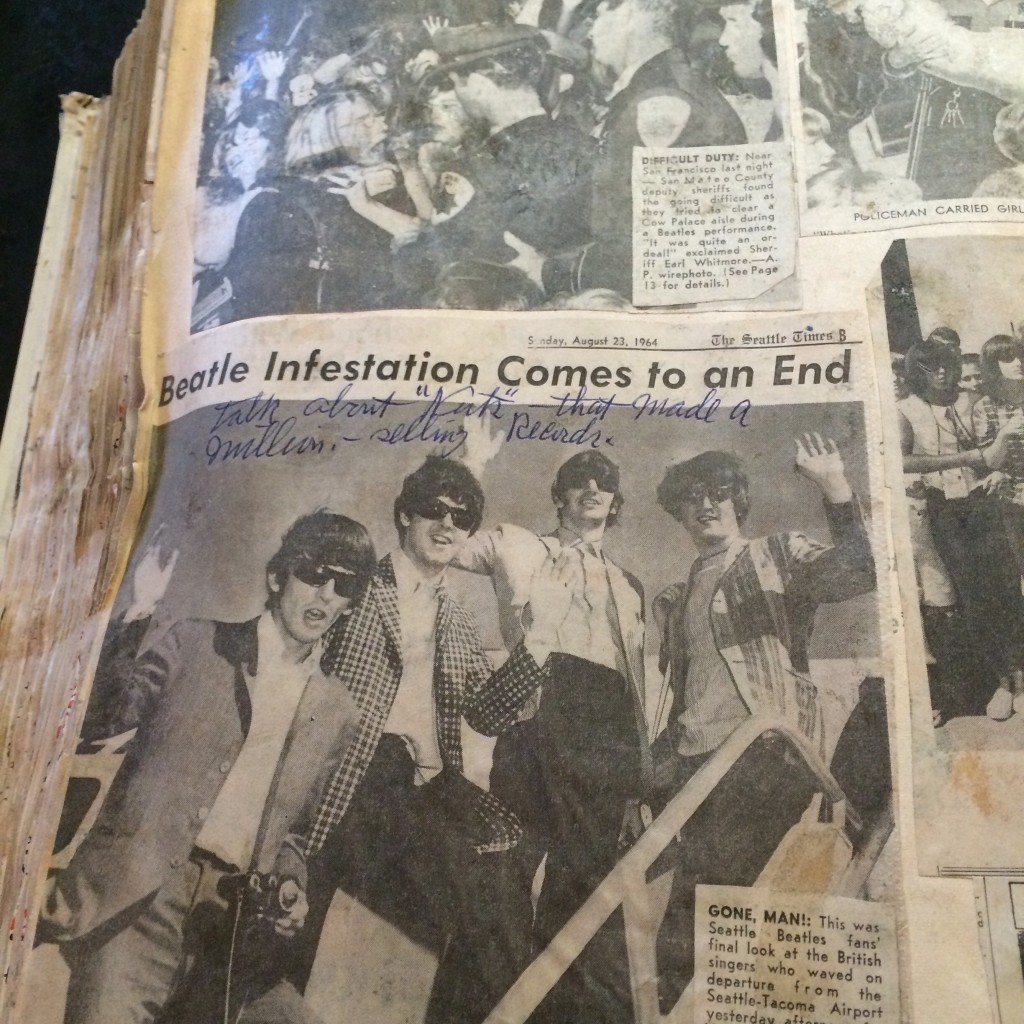 DIFFICULT DUTY: Near
San Francisco last night
— San Mateo County
deputy sheriffs found
the going difficult as
they tried to clear a
Cow Palace aisle during
a Beatles performance.
"It was quite an or-
deal!" exclaimed Sher-
iff Earl Whitmore.—A.
P. wirephoto. (See Page
13 for details.)
POLICEMAN CARRIED GIRL
S nday, August 23, 1964 The Seattle Times B
Beatle Infestation Comes to an End
Talk about "Nuts" – that made a
million – selling Records.
GONE, MAN!: This was
Seattle Beatles fans'
final look at the British
singers who waved on
departure from the
Seattle-Tacoma Airport
yesterday